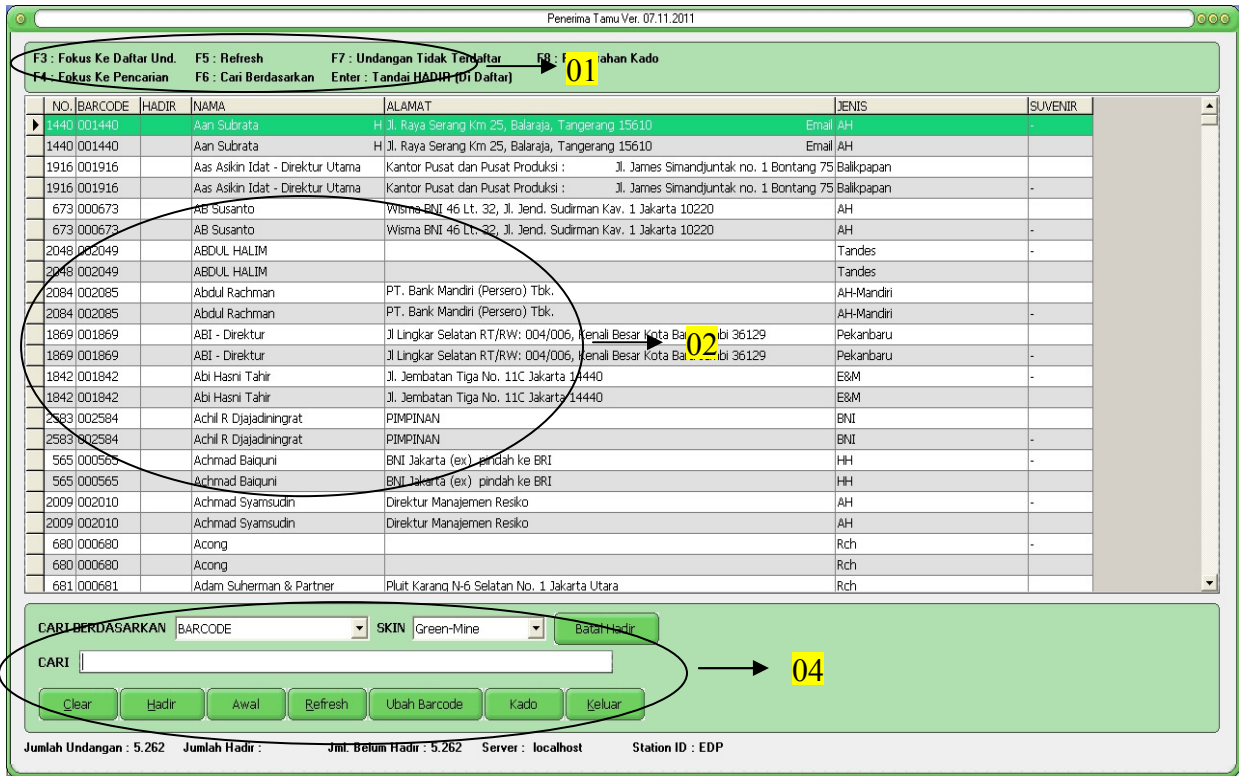 Penerima Tamu Ver. 07.11.2011
F3 : Fokus Ke Daftar Und. F5 : Refresh F7 : Undangan Tidak Terdaftar F8 : ahan Kado
F4 : Fokus Ke Pencarian F6 : Cari Berdasarkan Enter : Tandai HADIR (Di Daftar)
01
NO. BARCODE HADIR NAMA ALAMAT JENIS SUVENIR
1440 001440 Aan Subrata H Jl. Raya Serang Km 25, Balaraja, Tangerang 15610 Email AH -
1440 001440 Aan Subrata H Jl. Raya Serang Km 25, Balaraja, Tangerang 15610 Email AH
1916 001916 Aas Asikin Idat - Direktur Utama Kantor Pusat dan Pusat Produksi : Jl. James Simandjuntak no. 1 Bontang 75 Balikpapan
1916 001916 Aas Asikin Idat - Direktur Utama Kantor Pusat dan Pusat Produksi : Jl. James Simandjuntak no. 1 Bontang 75 Balikpapan -
673 000673 AB Susanto Wisma BNI 46 Lt. 32, Jl. Jend. Sudirman Kav. 1 Jakarta 10220 AH
673 000673 AB Susanto Wisma BNI 46 Lt. 32, Jl. Jend. Sudirman Kav. 1 Jakarta 10220 AH -
2048 002049 ABDUL HALIM Tandes -
2048 002049 ABDUL HALIM Tandes
2084 002085 Abdul Rachman PT. Bank Mandiri (Persero) Tbk. AH-Mandiri
2084 002085 Abdul Rachman PT. Bank Mandiri (Persero) Tbk. AH-Mandiri -
1869 001869 ABI - Direktur Jl Lingkar Selatan RT/RW: 004/006, Kenali Besar Kota bi 36129 Pekanbaru
1869 001869 ABI - Direktur Jl Lingkar Selatan RT/RW: 004/006, Kenali Besar Kota bi 36129 Pekanbaru -
02
1842 001842 Abi Hasni Tahir Jl. Jembatan Tiga No. 11C Jakarta 14440 E&M -
1842 001842 Abi Hasni Tahir Jl. Jembatan Tiga No. 11C Jakarta 14440 E&M
2583 002584 Achil R Djajadiningrat PIMPINAN BNI
2583 002584 Achil R Djajadiningrat PIMPINAN BNI -
565 000565 Achmad Baiquni BNI Jakarta (ex) pindah ke BRI HH -
565 000565 Achmad Baiquni BNI Jakarta (ex) pindah ke BRI HH
2009 002010 Achmad Syamsudin Direktur Manajemen Resiko AH -
2009 002010 Achmad Syamsudin Direktur Manajemen Resiko AH
680 000680 Acong Rch -
680 000680 Acong Rch
681 000681 Adam Suherman & Partner Pluit Karang N-6 Selatan No. 1 Jakarta Utara Rch
CARI BERDASARKAN BARCODE SKIN Green-Mine Batal Hadir
CARI
04
Clear Hadir Awal Refresh Ubah Barcode Kado Keluar
Jumlah Undangan : 5.262 Jumlah Hadir : Jml. Belum Hadir : 5.262 Server : localhost Station ID : EDP